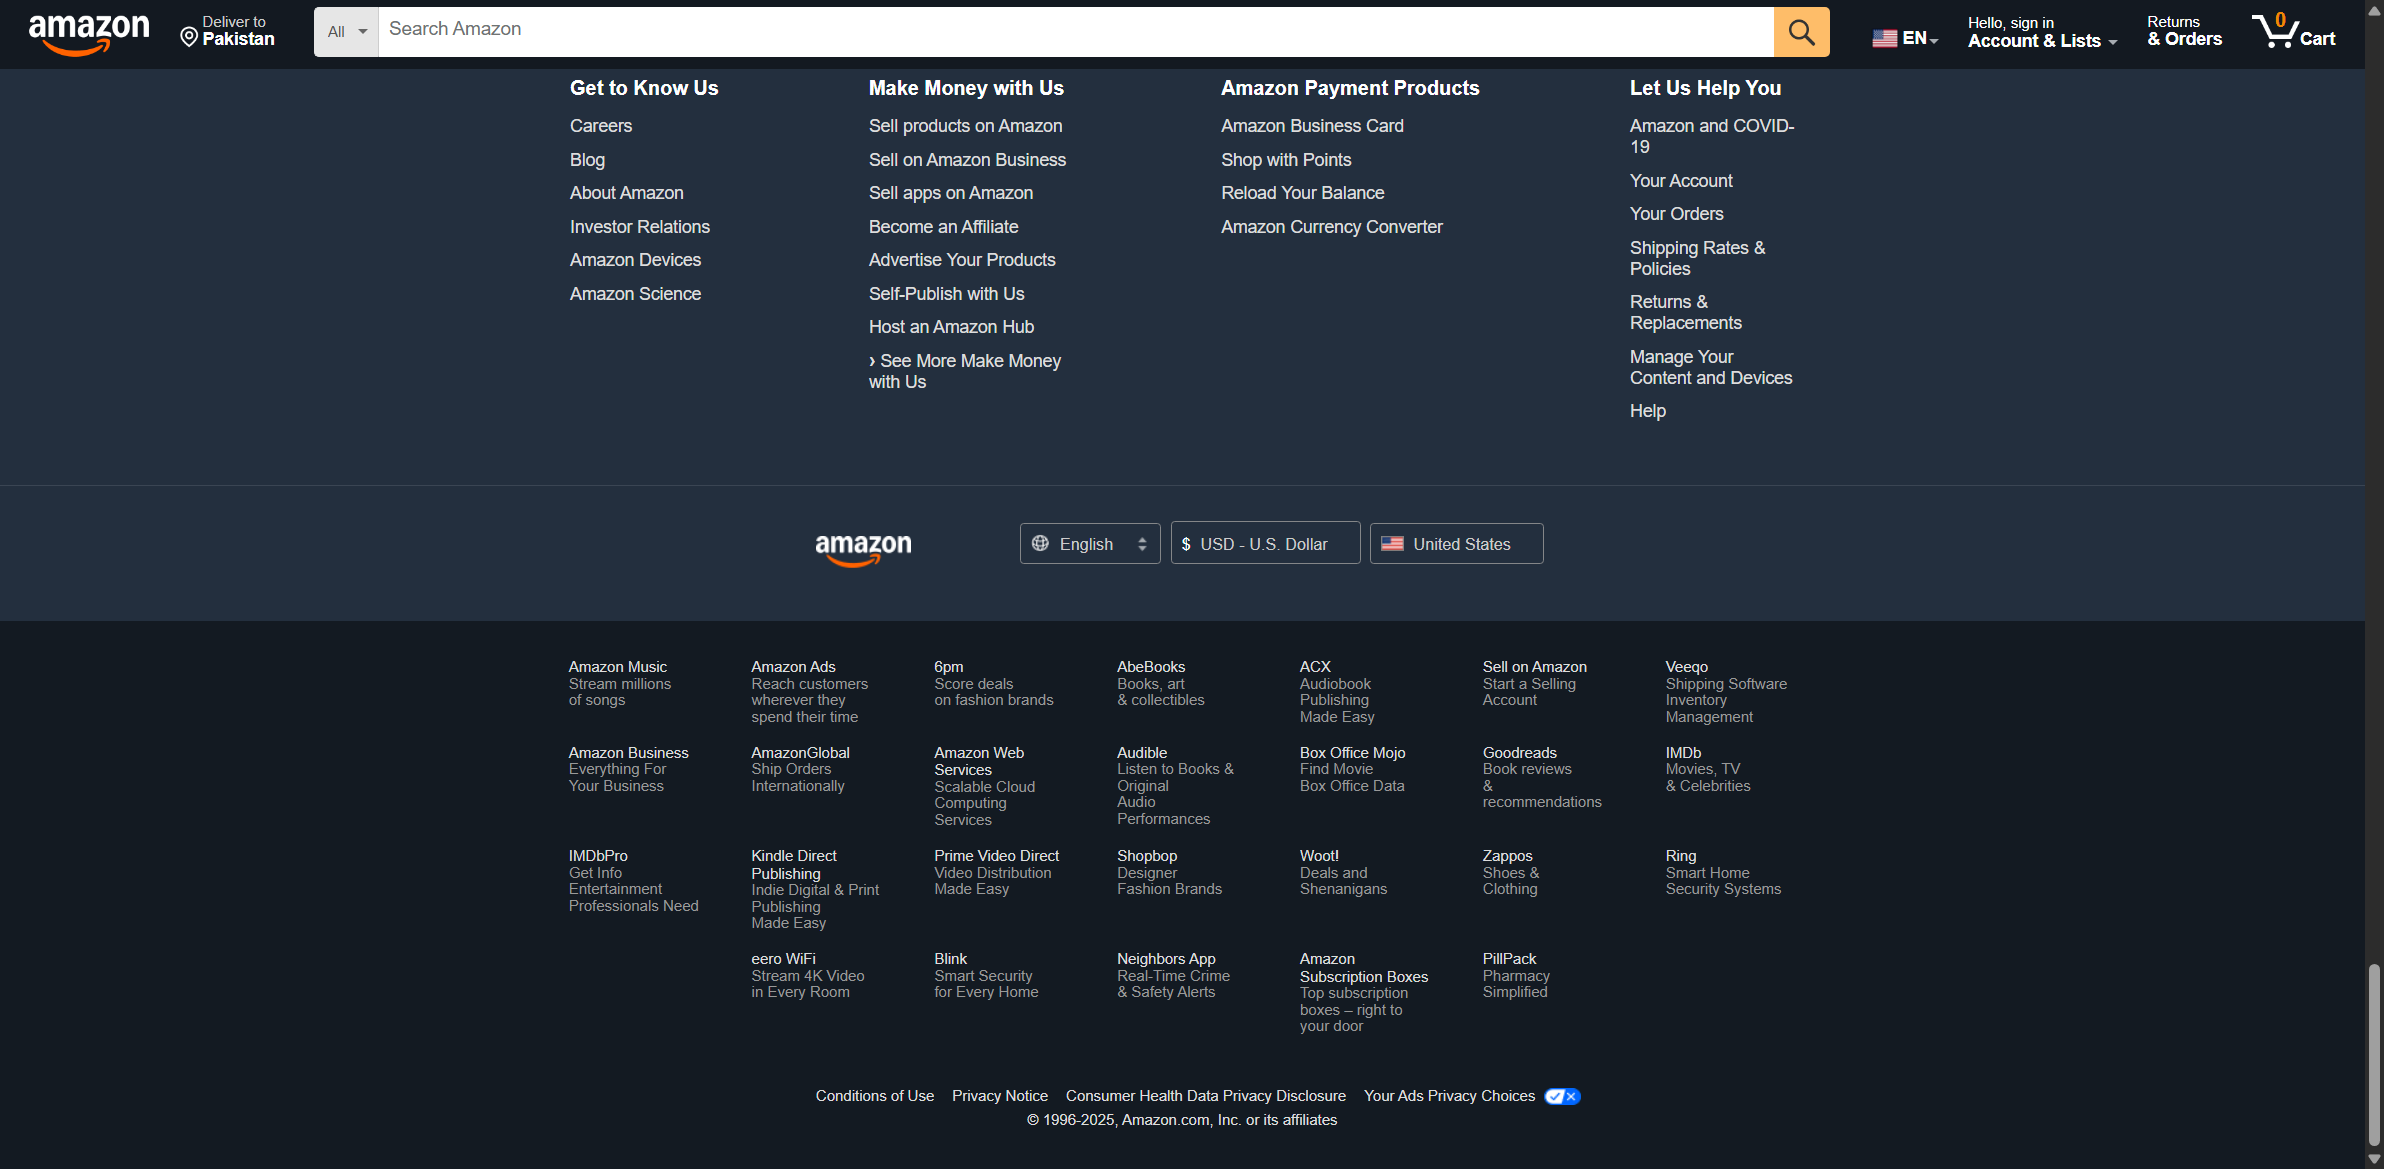 amazon
Deliver to
Pakistan
All
Search Amazon
EN
Hello, sign in
Account & Lists
Returns
& Orders
0
Cart
Get to Know Us
Careers
Blog
About Amazon
Investor Relations
Amazon Devices
Amazon Science
Make Money with Us
Sell products on Amazon
Sell on Amazon Business
Sell apps on Amazon
Become an Affiliate
Advertise Your Products
Self-Publish with Us
Host an Amazon Hub
› See More Make Money
with Us
Amazon Payment Products
Amazon Business Card
Shop with Points
Reload Your Balance
Amazon Currency Converter
Let Us Help You
Amazon and COVID-
19
Your Account
Your Orders
Shipping Rates &
Policies
Returns &
Replacements
Manage Your
Content and Devices
Help
amazon
English
$ USD - U.S. Dollar
United States
Amazon Music
Stream millions
of songs
Amazon Ads
Reach customers
wherever they
spend their time
6pm
Score deals
on fashion brands
AbeBooks
Books, art
& collectibles
ACX
Audiobook
Publishing
Made Easy
Sell on Amazon
Start a Selling
Account
Veeqo
Shipping Software
Inventory
Management
Amazon Business
Everything For
Your Business
AmazonGlobal
Ship Orders
Internationally
Amazon Web
Services
Scalable Cloud
Computing
Services
Audible
Listen to Books &
Original
Audio
Performances
Box Office Mojo
Find Movie
Box Office Data
Goodreads
Book reviews
&
recommendations
IMDb
Movies, TV
& Celebrities
IMDbPro
Get Info
Entertainment
Professionals Need
Kindle Direct
Publishing
Indie Digital & Print
Publishing
Made Easy
Prime Video Direct
Video Distribution
Made Easy
Shopbop
Designer
Fashion Brands
Woot!
Deals and
Shenanigans
Zappos
Shoes &
Clothing
Ring
Smart Home
Security Systems
eero WiFi
Stream 4K Video
in Every Room
Blink
Smart Security
for Every Home
Neighbors App
Real-Time Crime
& Safety Alerts
Amazon
Subscription Boxes
Top subscription
boxes – right to
your door
PillPack
Pharmacy
Simplified
Conditions of Use Privacy Notice Consumer Health Data Privacy Disclosure Your Ads Privacy Choices
© 1996-2025, Amazon.com, Inc. or its affiliates